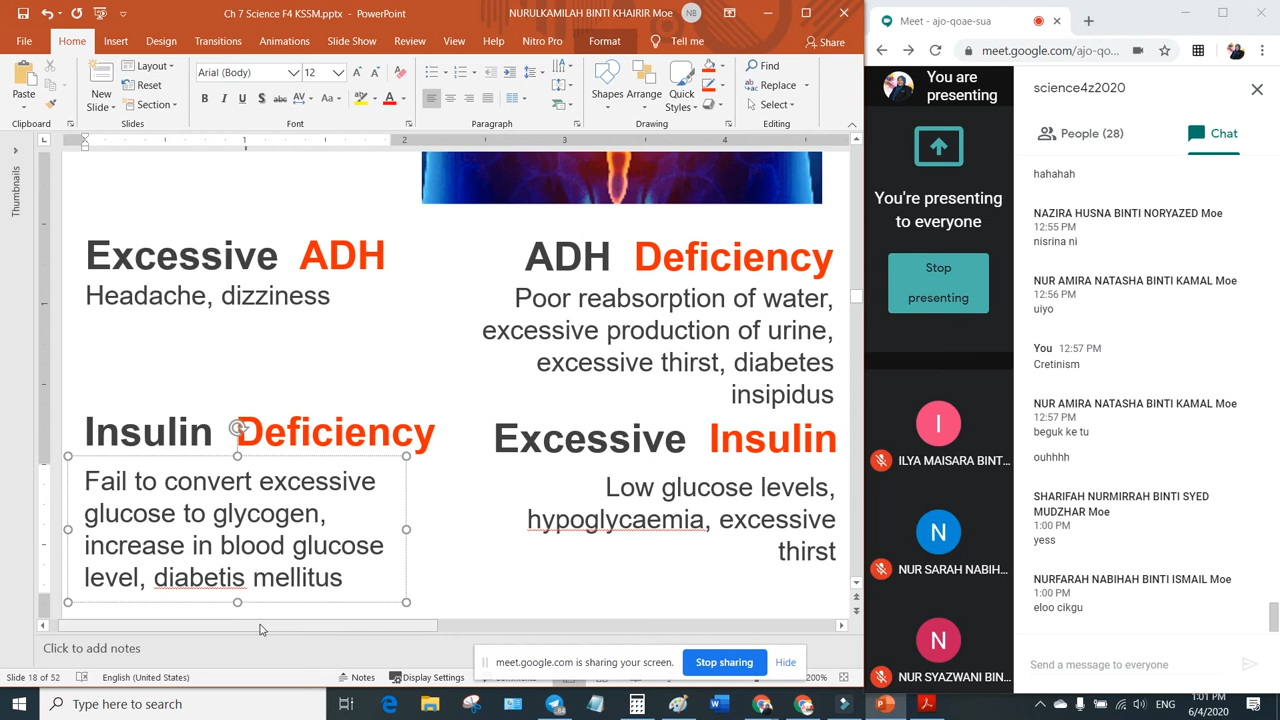 Ch 7 Science F4 KSSM.pptx - PowerPoint
NURULKAMILAH BINTI KHAIRIR Moe
NB
File
Home
Insert
Design
Transitions
Animations
Slide Show
Review
View
Help
Nitro Pro
Format
Tell me
Share
Paste
New
Slide
Layout
Reset
Section
Arial (Body)
12
Shapes
Arrange
Quick
Styles
Find
Replace
Select
Clipboard
Slides
Font
Paragraph
Drawing
Editing
Thumbnails
1
2
3
4
Excessive ADH
Headache, dizziness
ADH Deficiency
Poor reabsorption of water,
excessive production of urine,
excessive thirst, diabetes
insipidus
Insulin Deficiency
Fail to convert excessive
glucose to glycogen,
increase in blood glucose
level, diabetis mellitus
Excessive Insulin
Low glucose levels,
hypoglycaemia, excessive
thirst
Click to add notes
meet.google.com is sharing your screen.
Stop sharing
Hide
Slide 18 of 52
English (United States)
Notes
Display Settings
200%
Type here to search
Meet - ajo-qoae-sua
meet.google.com/ajo-qo...
You are
presenting
You're presenting
to everyone
Stop
presenting
I
ILYA MAISARA BINT...
N
NUR SARAH NABIH...
N
NUR SYAZWANI BIN...
science4z2020
People (28)
Chat
hahahah
NAZIRA HUSNA BINTI NORYAZED Moe
12:55 PM
nisrina ni
NUR AMIRA NATASHA BINTI KAMAL Moe
12:56 PM
uiyo
You 12:57 PM
Cretinism
NUR AMIRA NATASHA BINTI KAMAL Moe
12:57 PM
beguk ke tu
ouhhhh
SHARIFAH NURMIRRAH BINTI SYED
MUDZHAR Moe
1:00 PM
yess
NURFARAH NABIHAH BINTI ISMAIL Moe
1:00 PM
eloo cikgu
Send a message to everyone
ENG
1:01 PM
6/4/2020